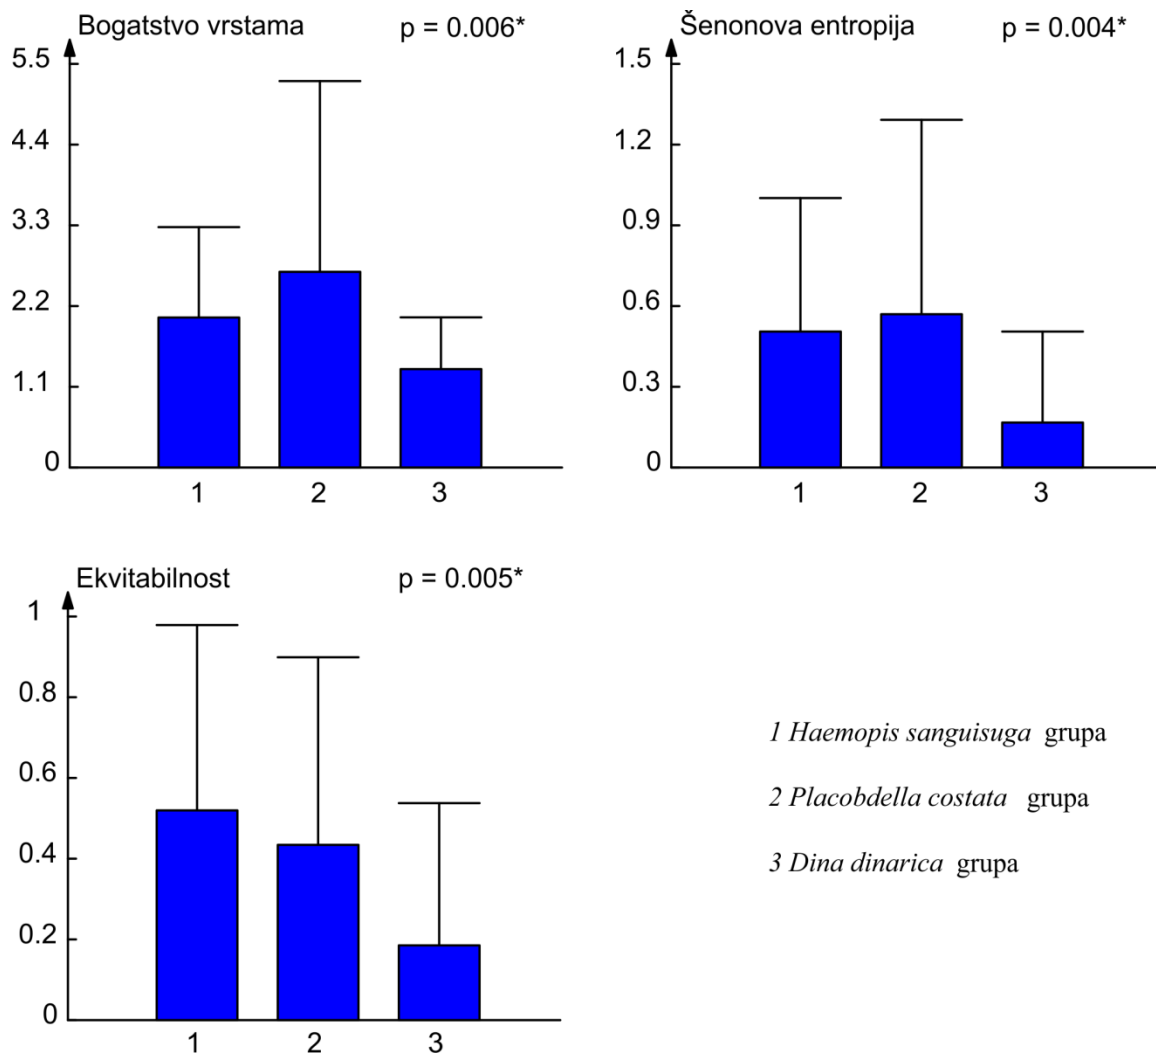 Bogatstvo vrstama p = 0.006*
5.5
4.4
3.3
2.2
1.1
0
1 2 3
Šenonova entropija p = 0.004*
1.5
1.2
0.9
0.6
0.3
0
1 2 3
Ekvitabilnost p = 0.005*
1
0.8
0.6
0.4
0.2
0
1 2 3
1 Haemopis sanguisuga grupa
2 Placobdella costata grupa
3 Dina dinarica grupa